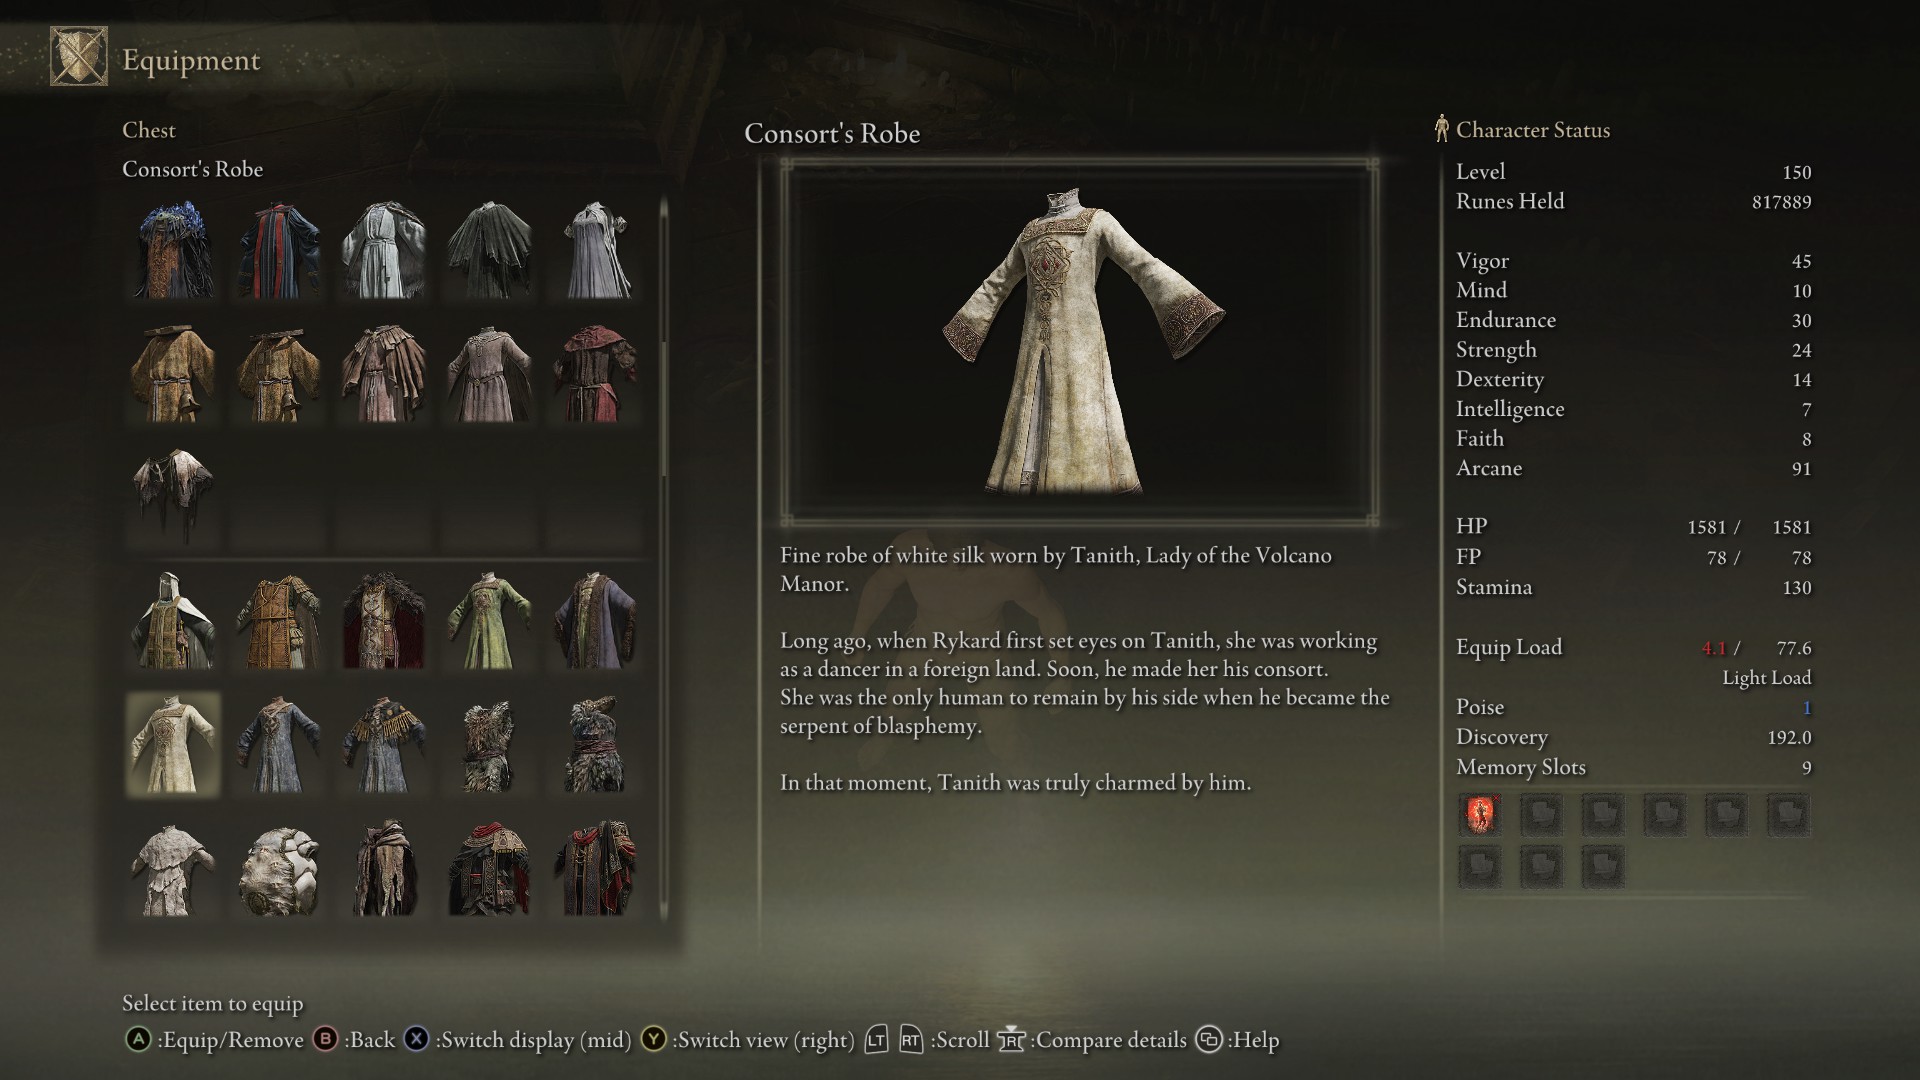 Equipment
Chest
Consort's Robe
Consort's Robe
Fine robe of white silk worn by Tanith, Lady of the Volcano
Manor.
Long ago, when Rykard first set eyes on Tanith, she was working
as a dancer in a foreign land. Soon, he made her his consort.
She was the only human to remain by his side when he became the
serpent of blasphemy.
In that moment, Tanith was truly charmed by him.
Character Status
Level 150
Runes Held 817889
Vigor 45
Mind 10
Endurance 30
Strength 24
Dexterity 14
Intelligence 7
Faith 8
Arcane 91
HP 1581 / 1581
FP 78 / 78
Stamina 130
Equip Load 4.1 / 77.6
Light Load
Poise 1
Discovery 192.0
Memory Slots 9
Select item to equip
A :Equip/Remove B :Back X :Switch display (mid) Y :Switch view (right) LT RT :Scroll R :Compare details :Help